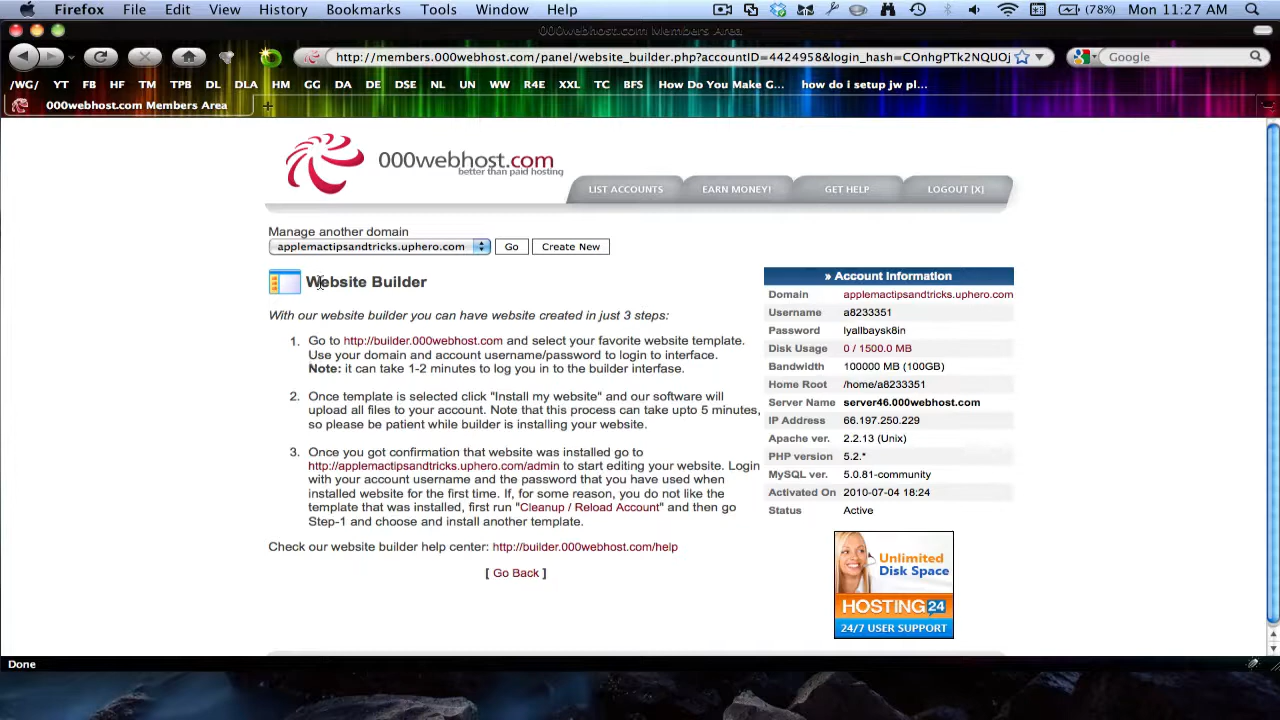 Firefox File Edit View History Bookmarks Tools Window Help (78%) Mon 11:27 AM
000webhost.com Members Area
http://members.000webhost.com/panel/website_builder.php?accountID=4424958&login_hash=COnhgPTk2NQUOj Google
/WG/ YT FB HF TM TPB DL DLA HM GG DA DE DSE NL UN WW R4E XXL TC BFS How Do You Make G... how do i setup jw pl...
000webhost.com Members Area
000webhost.com
better than paid hosting
LIST ACCOUNTS EARN MONEY! GET HELP LOGOUT [X]
Manage another domain
applemactipsandtricks.uphero.com Go Create New
Website Builder
With our website builder you can have website created in just 3 steps:
1. Go to http://builder.000webhost.com and select your favorite website template.
Use your domain and account username/password to login to interface.
Note: it can take 1-2 minutes to log you in to the builder interfase.
2. Once template is selected click "Install my website" and our software will
upload all files to your account. Note that this process can take upto 5 minutes,
so please be patient while builder is installing your website.
3. Once you got confirmation that website was installed go to
http://applemactipsandtricks.uphero.com/admin to start editing your website. Login
with your account username and the password that you have used when
installed website for the first time. If, for some reason, you do not like the
template that was installed, first run "Cleanup / Reload Account" and then go
Step-1 and choose and install another template.
Check our website builder help center: http://builder.000webhost.com/help
[ Go Back ]
» Account Information
Domain applemactipsandtricks.uphero.com
Username a8233351
Password lyallbaysk8in
Disk Usage 0 / 1500.0 MB
Bandwidth 100000 MB (100GB)
Home Root /home/a8233351
Server Name server46.000webhost.com
IP Address 66.197.250.229
Apache ver. 2.2.13 (Unix)
PHP version 5.2.*
MySQL ver. 5.0.81-community
Activated On 2010-07-04 18:24
Status Active
Unlimited
Disk Space
HOSTING 24
24/7 USER SUPPORT
Done